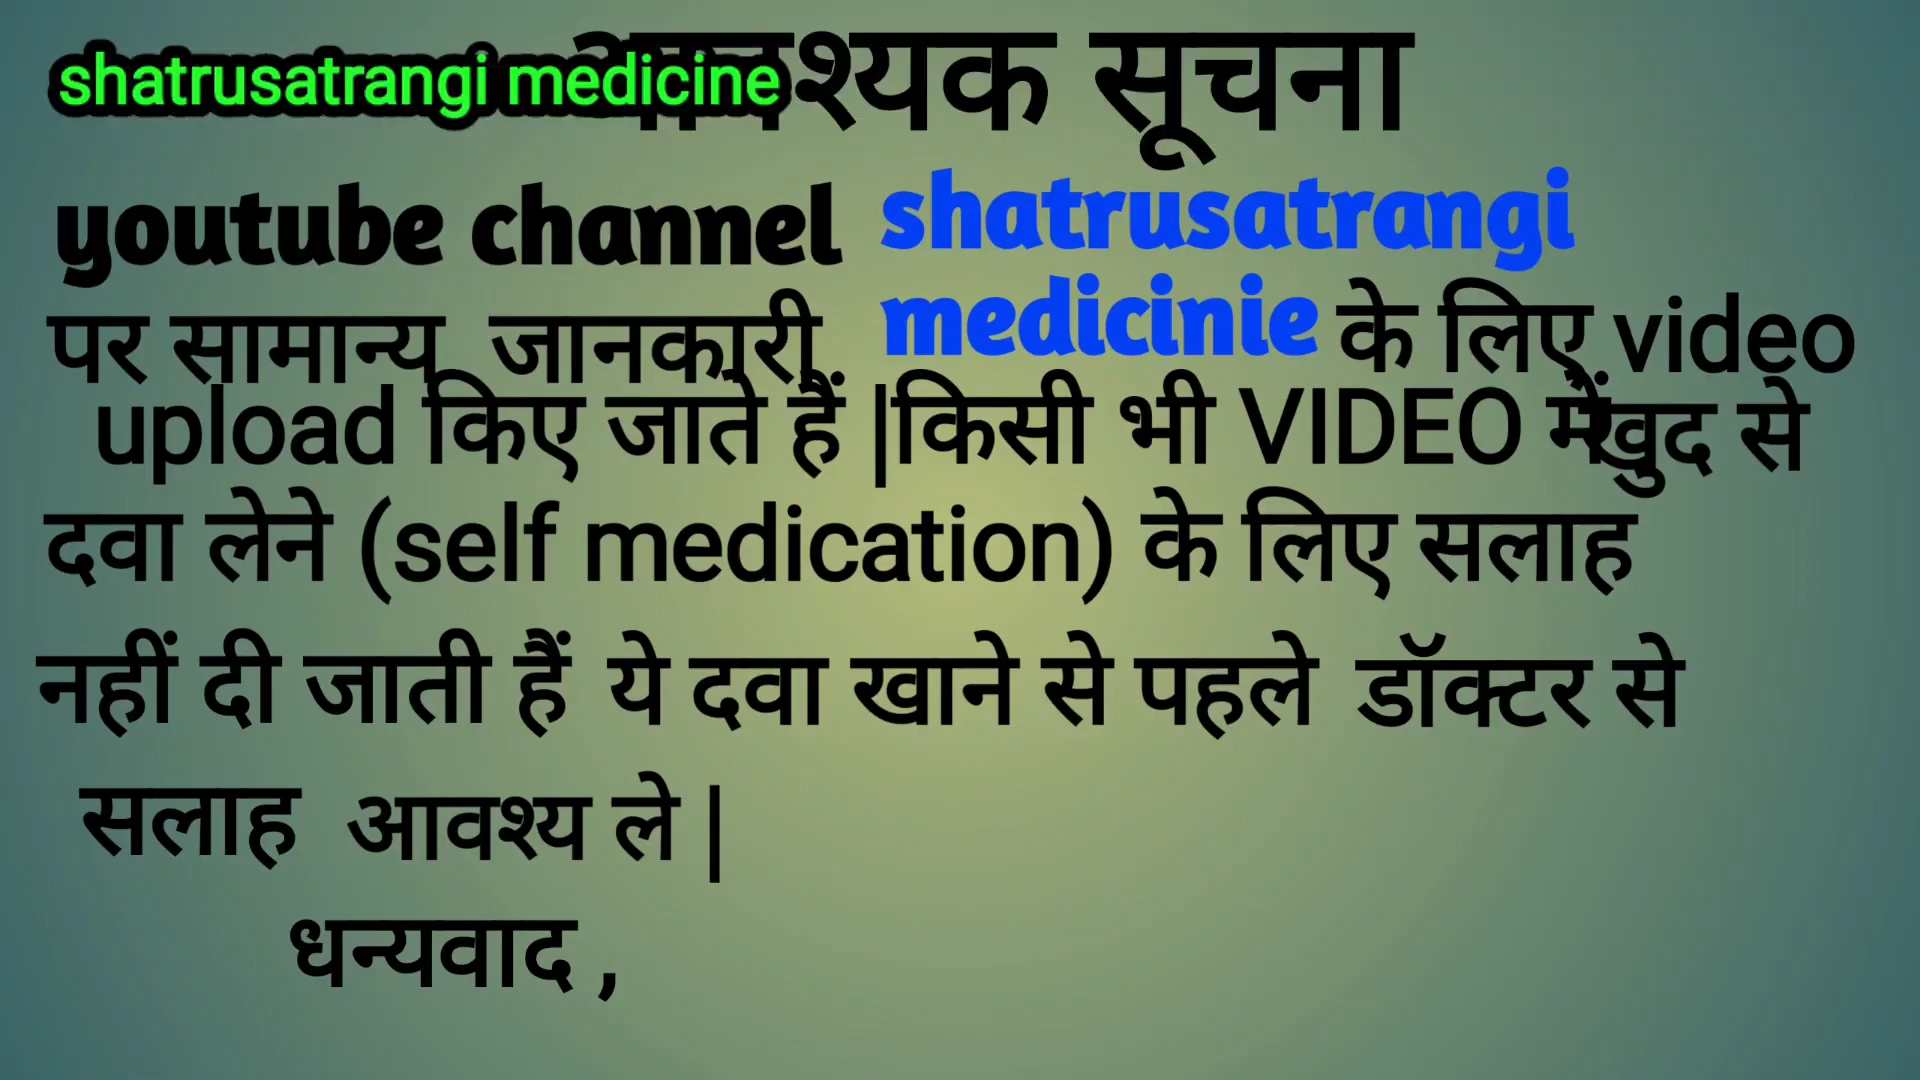 shatrusatrangi medicine
आवश्यक सूचना
youtube channel shatrusatrangi
medicinie
पर सामान्य जानकारी के लिए video
upload किए जाते हैं |किसी भी VIDEO में खुद से
दवा लेने (self medication) के लिए सलाह
नहीं दी जाती हैं ये दवा खाने से पहले डॉक्टर से
सलाह आवश्य ले |
धन्यवाद ,